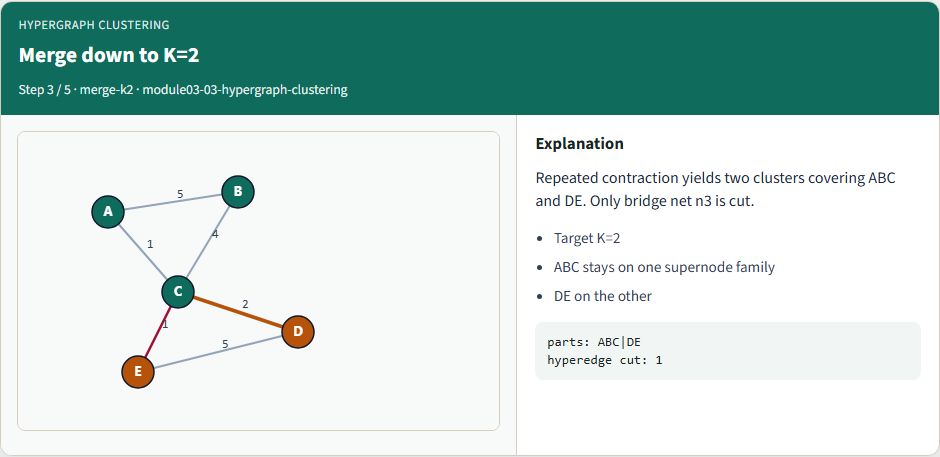 HYPERGRAPH CLUSTERING
Merge down to K=2
Step 3 / 5 · merge-k2 · module03-03-hypergraph-clustering
A
5
B
1
4
C
2
1
D
5
E
Explanation
Repeated contraction yields two clusters covering ABC
and DE. Only bridge net n3 is cut.
• Target K=2
• ABC stays on one supernode family
• DE on the other
parts: ABC|DE
hyperedge cut: 1